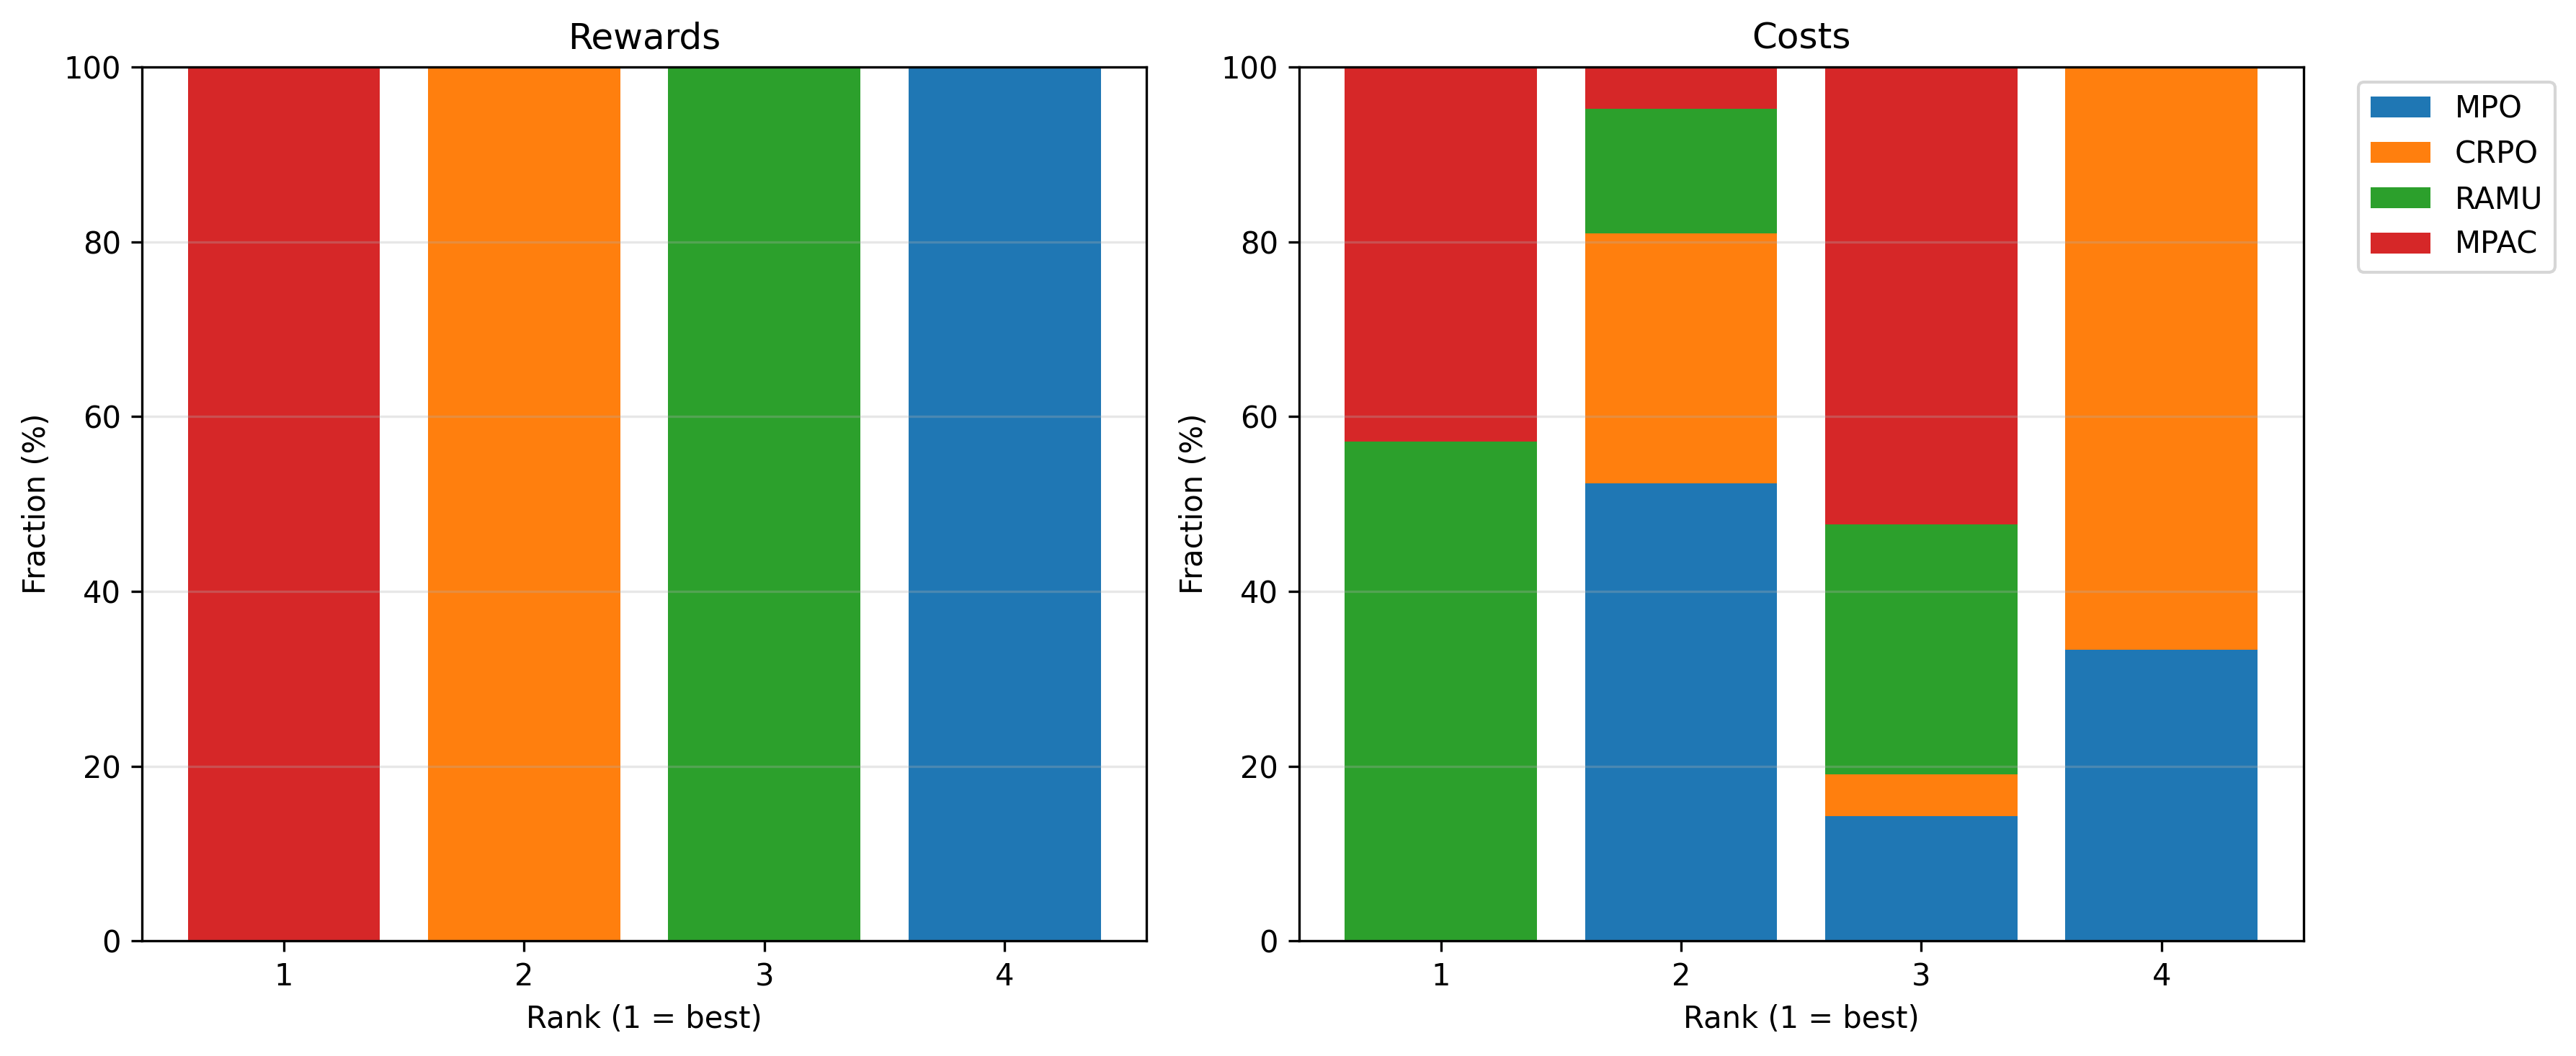 Rewards
100
80
60
40
20
0
Fraction (%)
1 2 3 4
Rank (1 = best)
Costs
100
80
60
40
20
0
Fraction (%)
1 2 3 4
Rank (1 = best)
MPO
CRPO
RAMU
MPAC